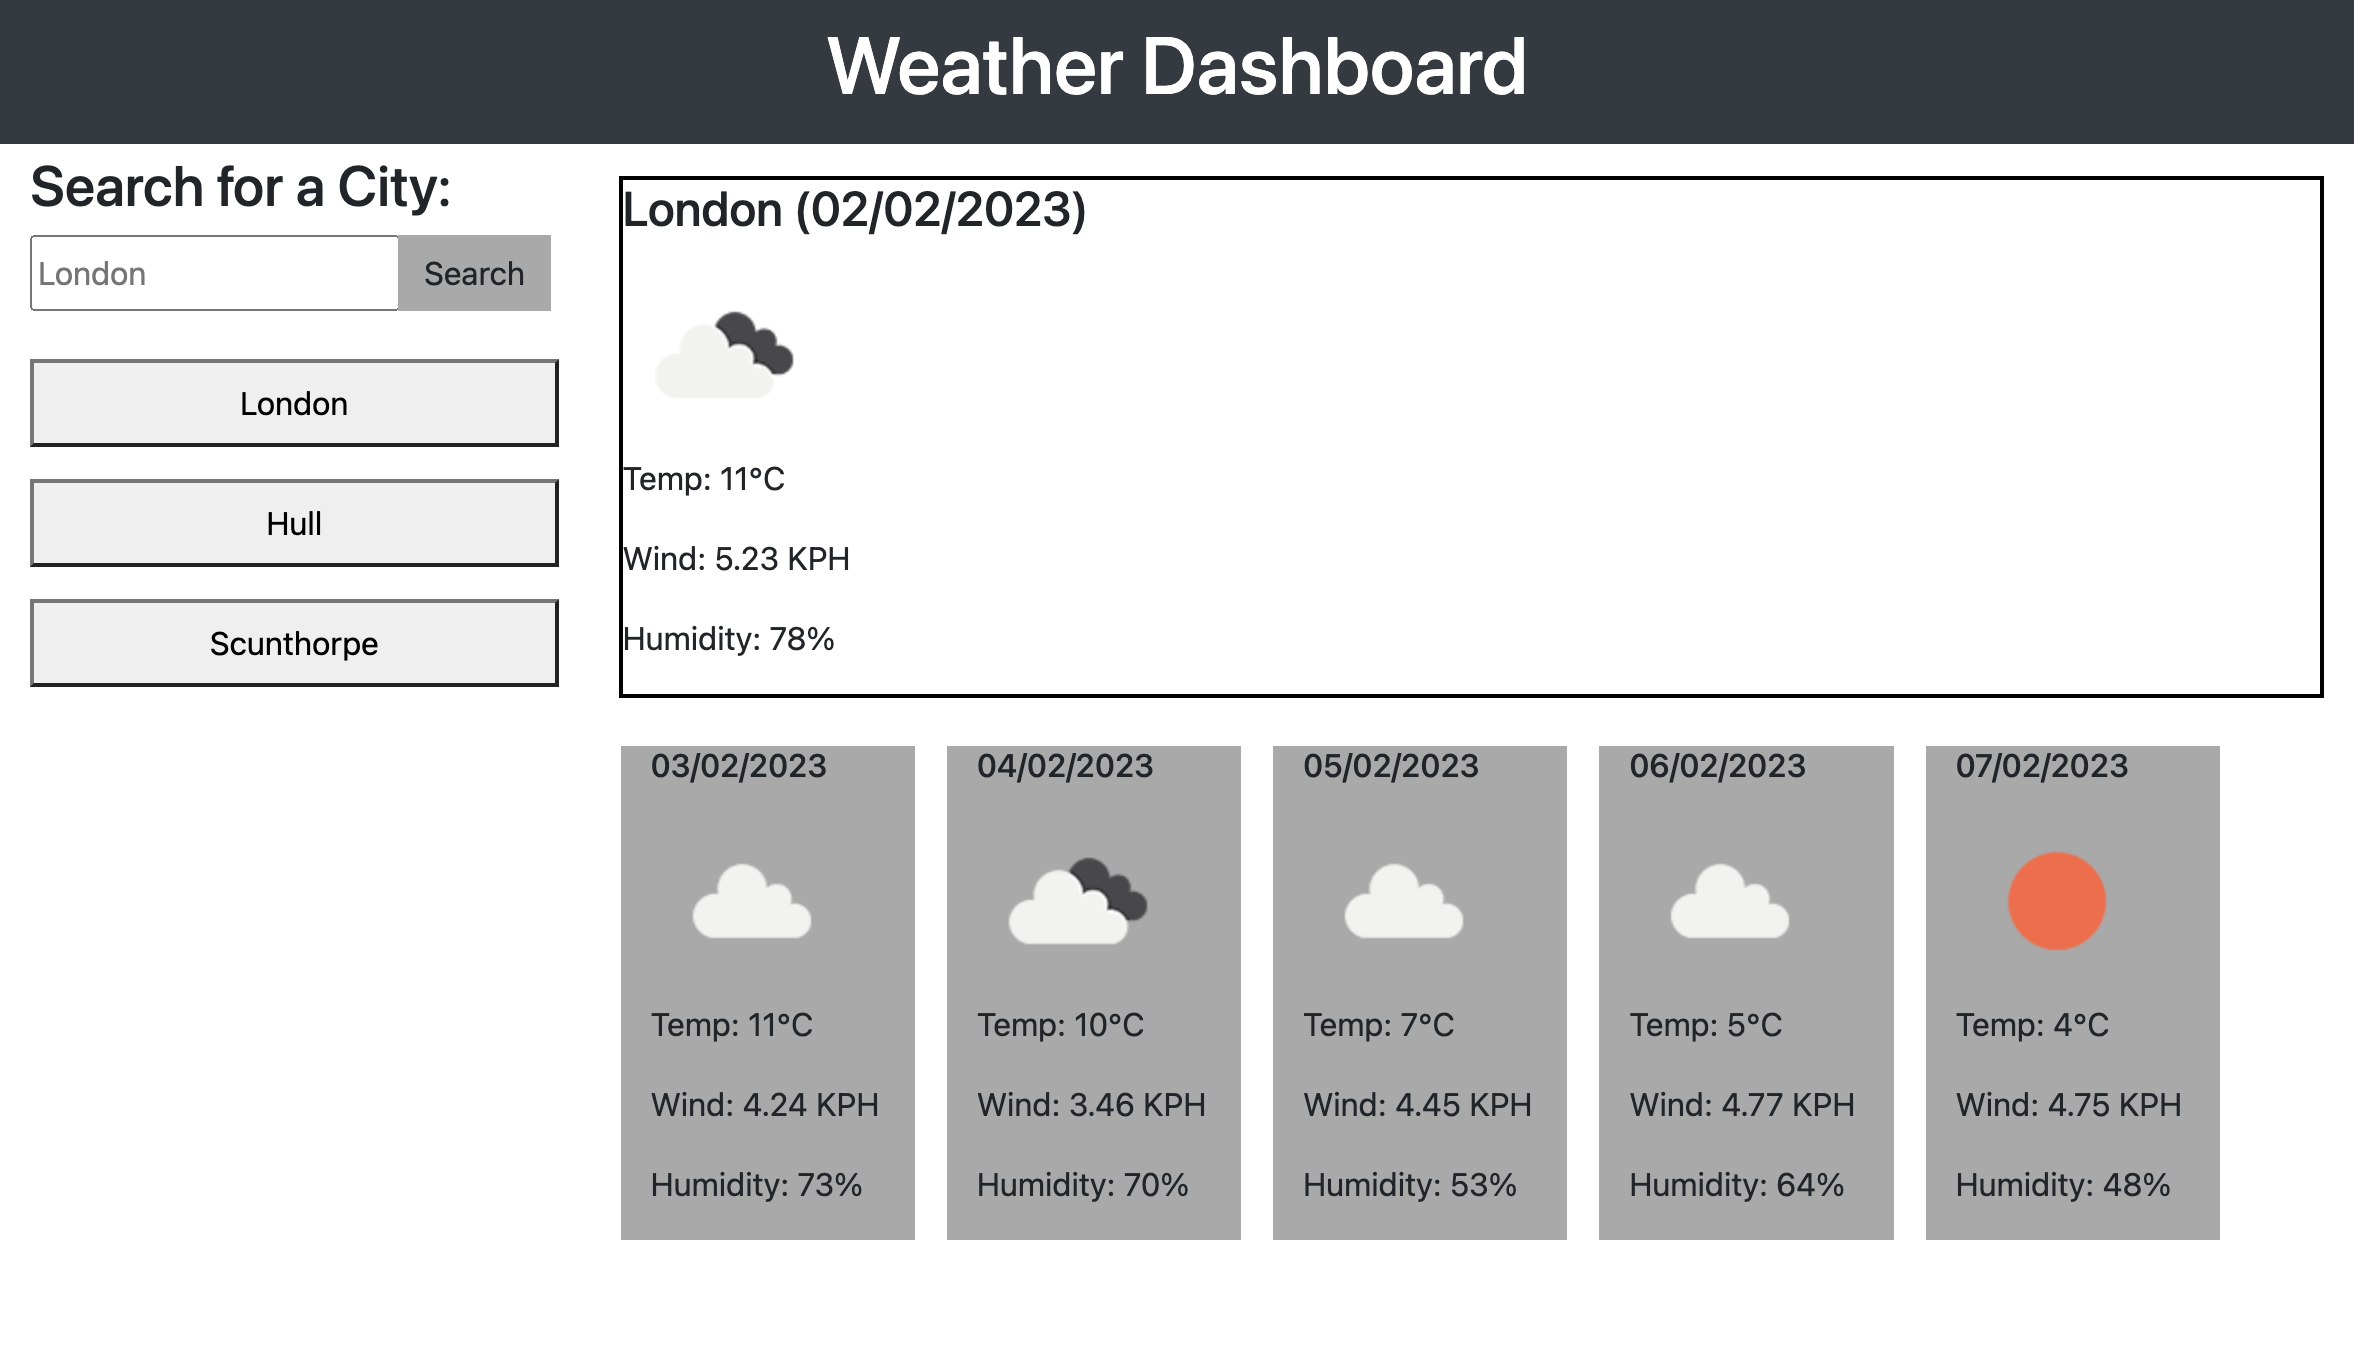 Weather Dashboard
Search for a City:
London
Search
London
Hull
Scunthorpe
London (02/02/2023)
Temp: 11°C
Wind: 5.23 KPH
Humidity: 78%
03/02/2023
Temp: 11°C
Wind: 4.24 KPH
Humidity: 73%
04/02/2023
Temp: 10°C
Wind: 3.46 KPH
Humidity: 70%
05/02/2023
Temp: 7°C
Wind: 4.45 KPH
Humidity: 53%
06/02/2023
Temp: 5°C
Wind: 4.77 KPH
Humidity: 64%
07/02/2023
Temp: 4°C
Wind: 4.75 KPH
Humidity: 48%